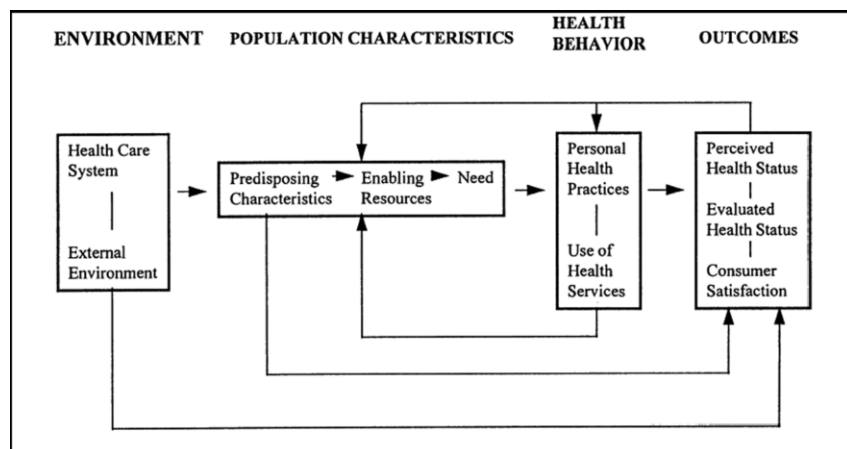 ENVIRONMENT
POPULATION CHARACTERISTICS
HEALTH
BEHAVIOR
OUTCOMES
Health Care
System
External
Environment
Predisposing
Characteristics
Enabling
Resources
Need
Personal
Health
Practices
Use of
Health
Services
Perceived
Health Status
Evaluated
Health Status
Consumer
Satisfaction